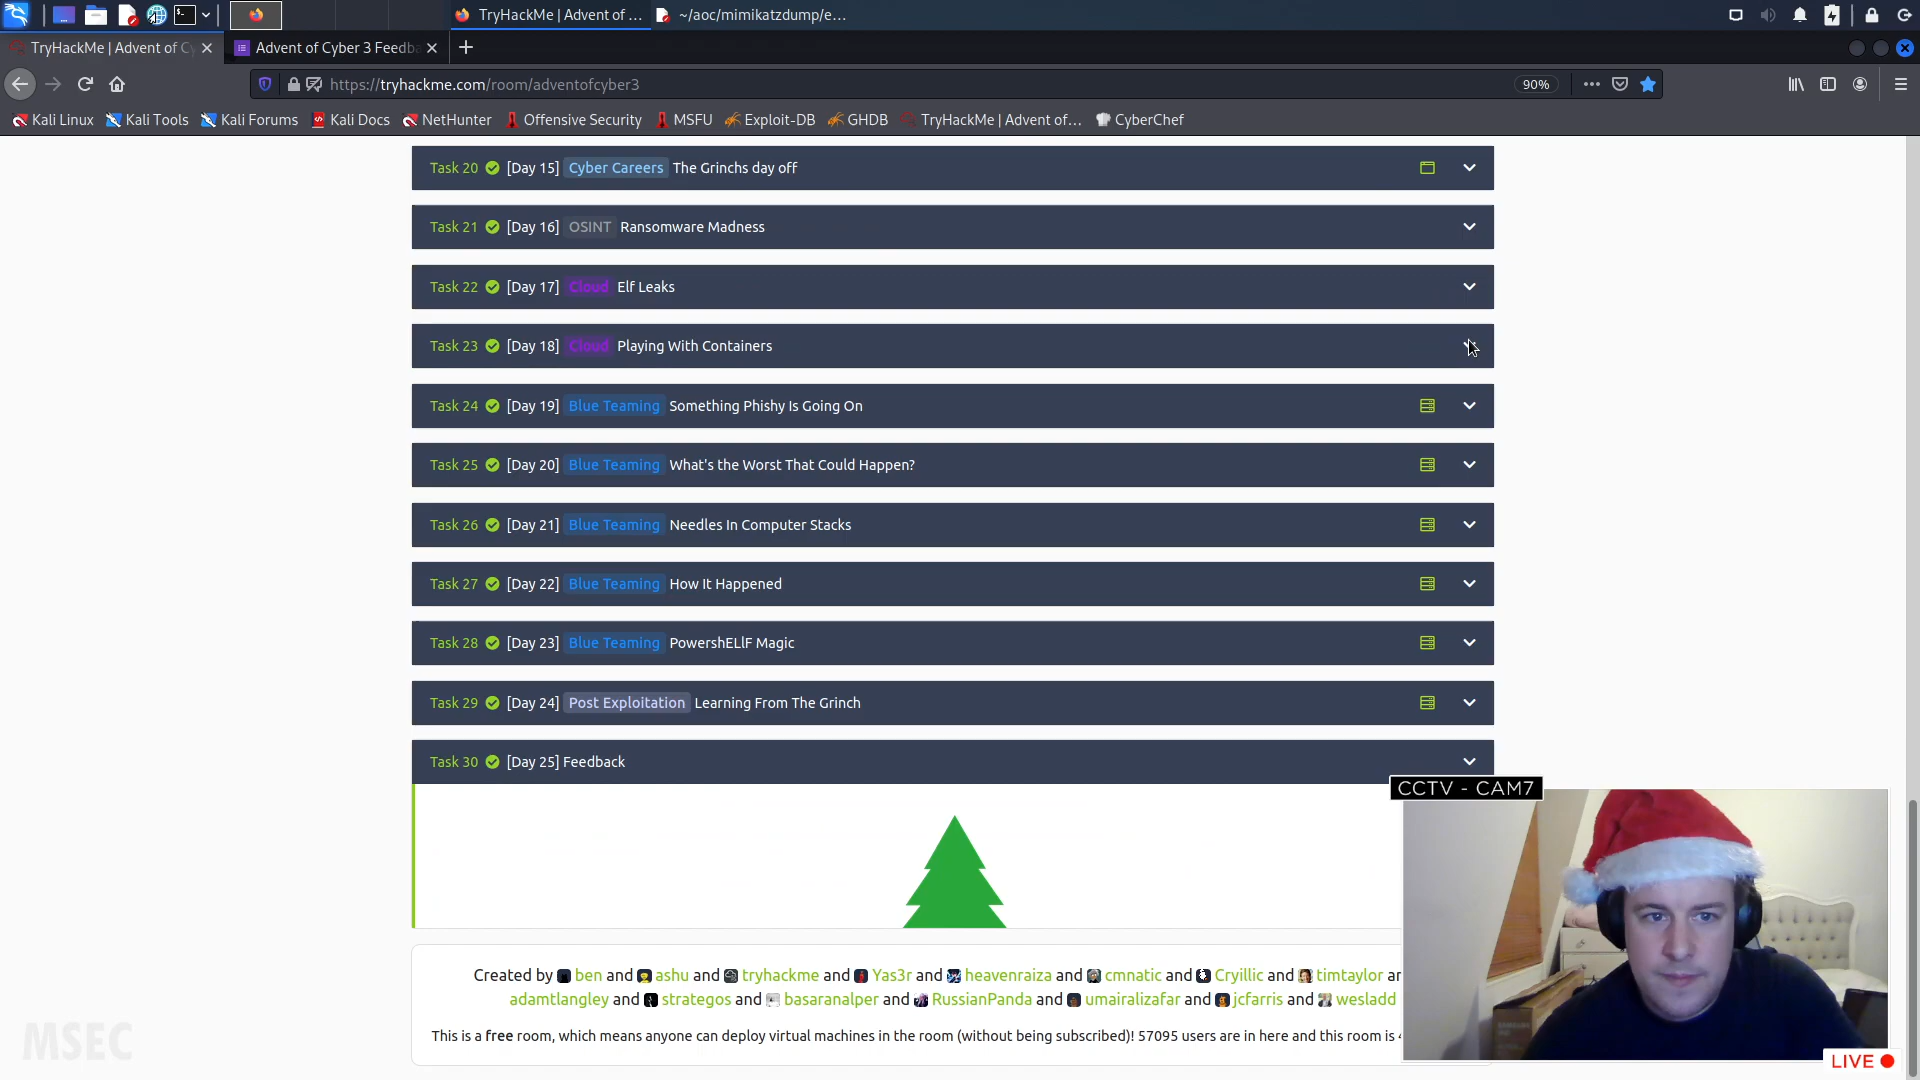 TryHackMe | Advent of ... ~/aoc/mimikatzdump/e...
TryHackMe | Advent of Cy Advent of Cyber 3 Feedba
https://tryhackme.com/room/adventofcyber3 90%
Kali Linux Kali Tools Kali Forums Kali Docs NetHunter Offensive Security MSFU Exploit-DB GHDB TryHackMe | Advent of... CyberChef
Task 20 [Day 15] Cyber Careers The Grinchs day off
Task 21 [Day 16] OSINT Ransomware Madness
Task 22 [Day 17] Cloud Elf Leaks
Task 23 [Day 18] Cloud Playing With Containers
Task 24 [Day 19] Blue Teaming Something Phishy Is Going On
Task 25 [Day 20] Blue Teaming What's the Worst That Could Happen?
Task 26 [Day 21] Blue Teaming Needles In Computer Stacks
Task 27 [Day 22] Blue Teaming How It Happened
Task 28 [Day 23] Blue Teaming PowershELlF Magic
Task 29 [Day 24] Post Exploitation Learning From The Grinch
Task 30 [Day 25] Feedback
CCTV - CAM7
Created by ben and ashu and tryhackme and Yas3r and heavenraiza and cmnatic and Cryillic and timtaylor ar
adamtlangley and strategos and basaranalper and RussianPanda and umairalizafar and jcfarris and wesladd
This is a free room, which means anyone can deploy virtual machines in the room (without being subscribed)! 57095 users are in here and this room is
MSEC
LIVE